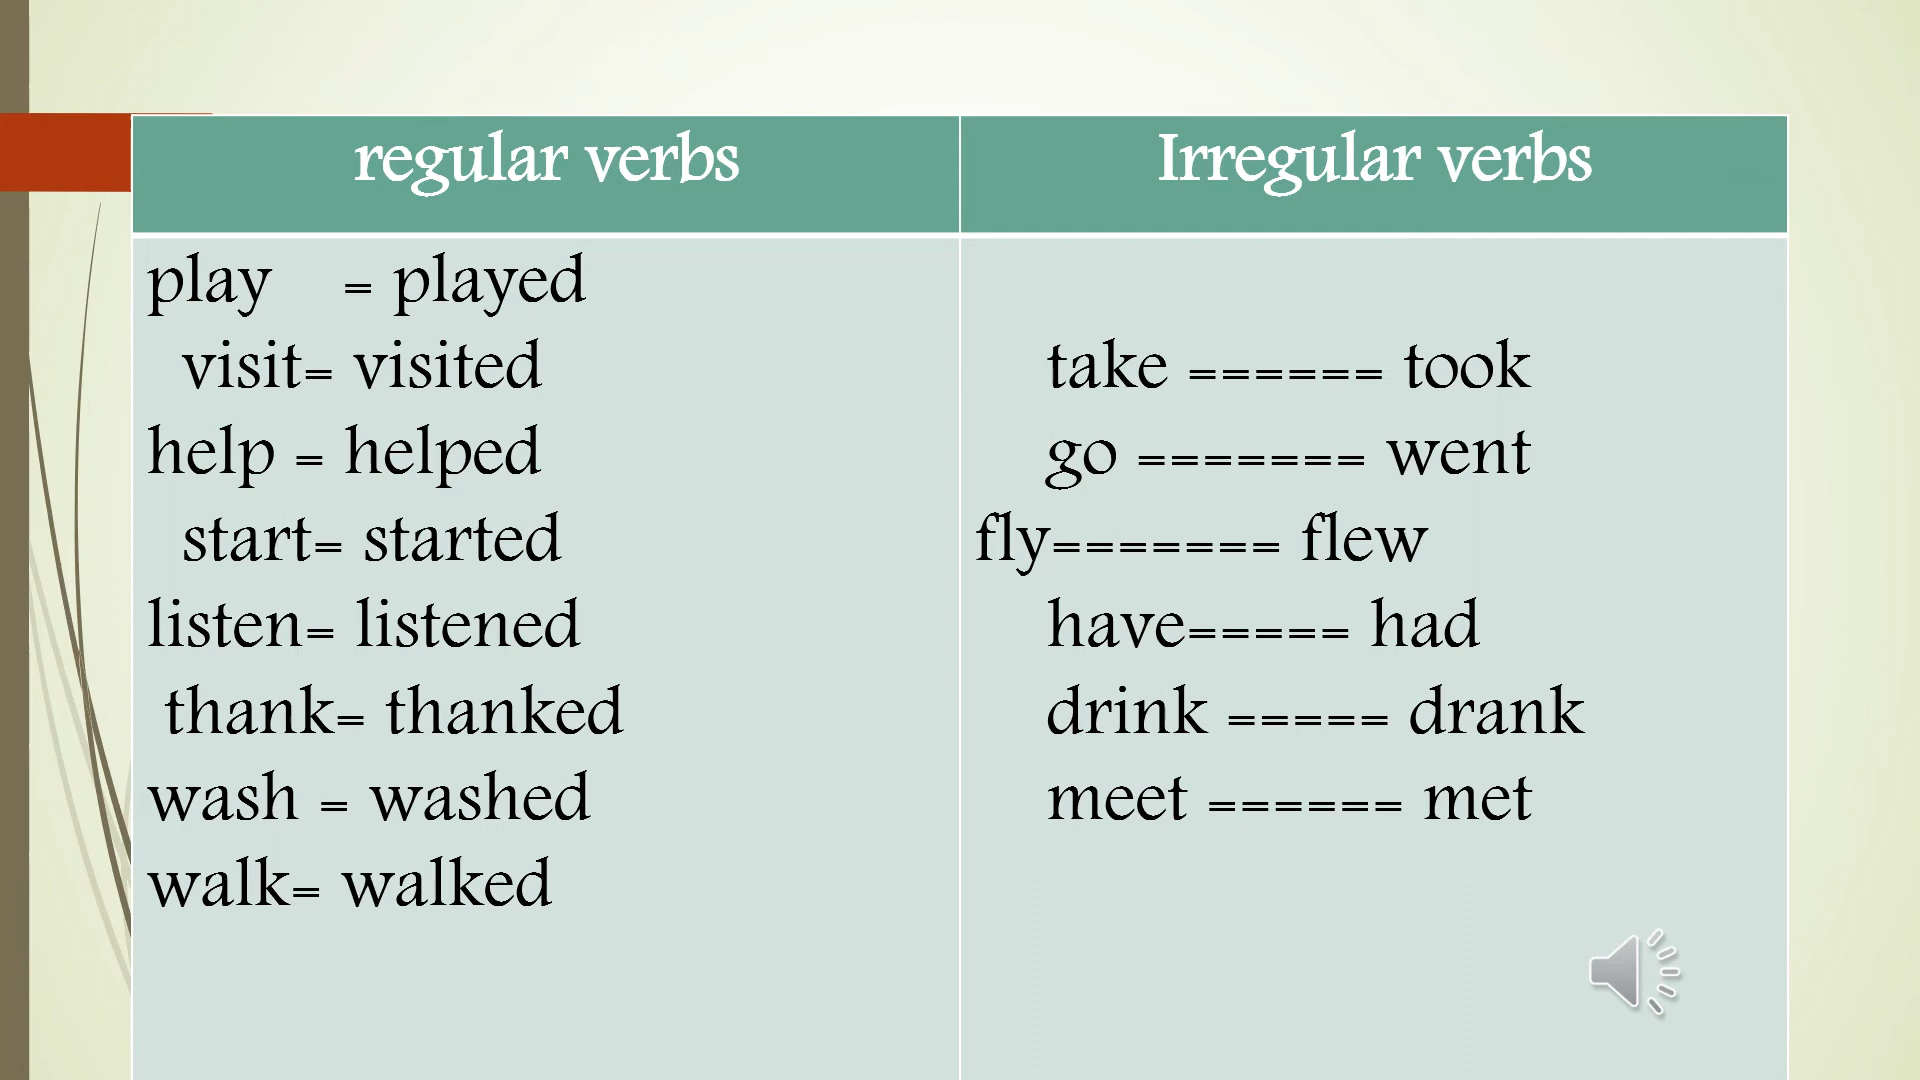 regular verbs
Irregular verbs
play = played
visit= visited
help = helped
start= started
listen= listened
thank= thanked
wash = washed
walk= walked
take ====== took
go ======= went
fly======= flew
have===== had
drink ===== drank
meet ====== met